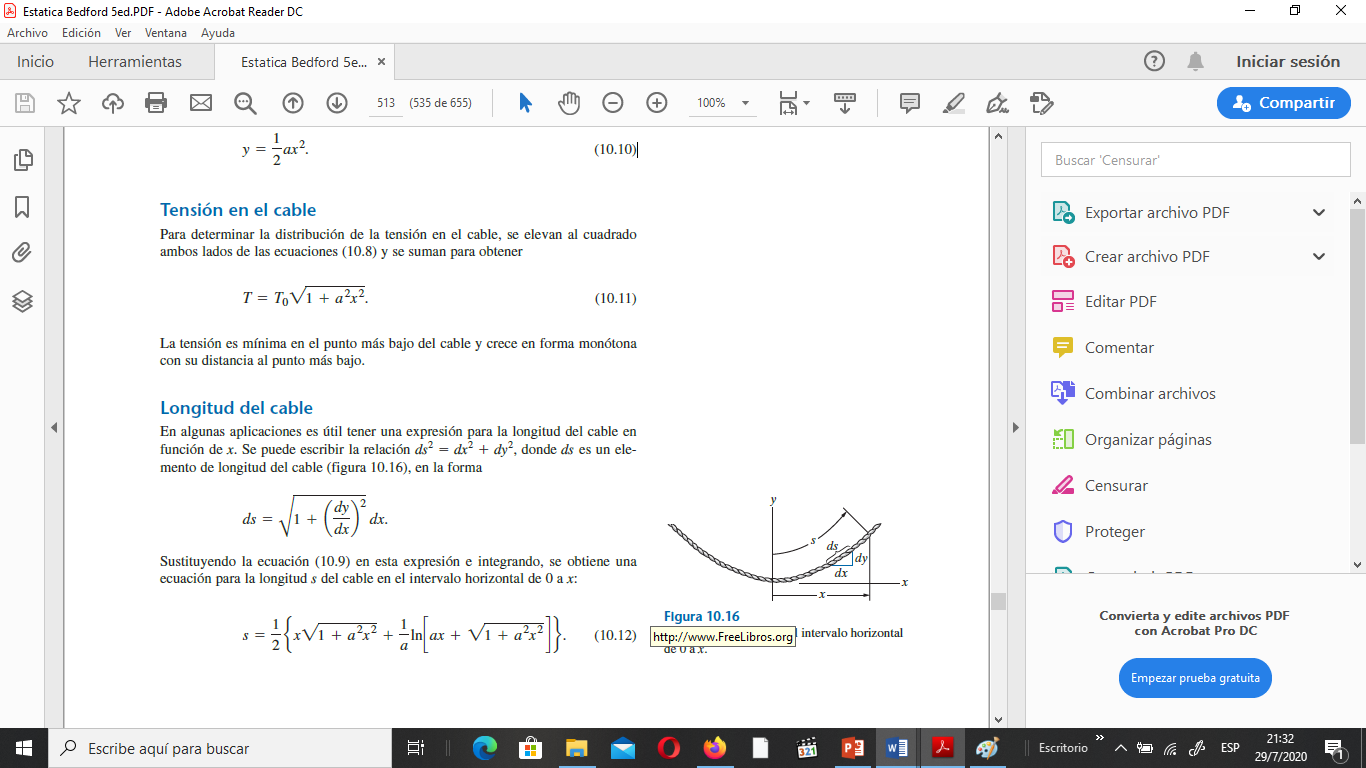 Estatica Bedford 5ed.PDF - Adobe Acrobat Reader DC
Archivo Edición Ver Ventana Ayuda
Inicio Herramientas Estatica Bedford 5e... × Iniciar sesión
513 (535 de 655) 100% Compartir
y = 1/2 ax². (10.10)
Tensión en el cable
Para determinar la distribución de la tensión en el cable, se elevan al cuadrado
ambos lados de las ecuaciones (10.8) y se suman para obtener
T = T₀√(1 + a²x²). (10.11)
La tensión es mínima en el punto más bajo del cable y crece en forma monótona
con su distancia al punto más bajo.
Longitud del cable
En algunas aplicaciones es útil tener una expresión para la longitud del cable en
función de x. Se puede escribir la relación ds² = dx² + dy², donde ds es un ele-
mento de longitud del cable (figura 10.16), en la forma
ds = √(1 + (dy/dx)²) dx.
Sustituyendo la ecuación (10.9) en esta expresión e integrando, se obtiene una
ecuación para la longitud s del cable en el intervalo horizontal de 0 a x:
s = 1/2 {x√(1 + a²x²) + 1/a ln[ax + √(1 + a²x²)]}. (10.12)
y
s
ds
dy
dx
x
x
Figura 10.16
http://www.FreeLibros.org
intervalo horizontal
de 0 a x.
Buscar 'Censurar'
Exportar archivo PDF
Crear archivo PDF
Editar PDF
Comentar
Combinar archivos
Organizar páginas
Censurar
Proteger
Convierta y edite archivos PDF
con Acrobat Pro DC
Empezar prueba gratuita
Escribe aquí para buscar
321
Escritorio
ESP
21:32
29/7/2020
1